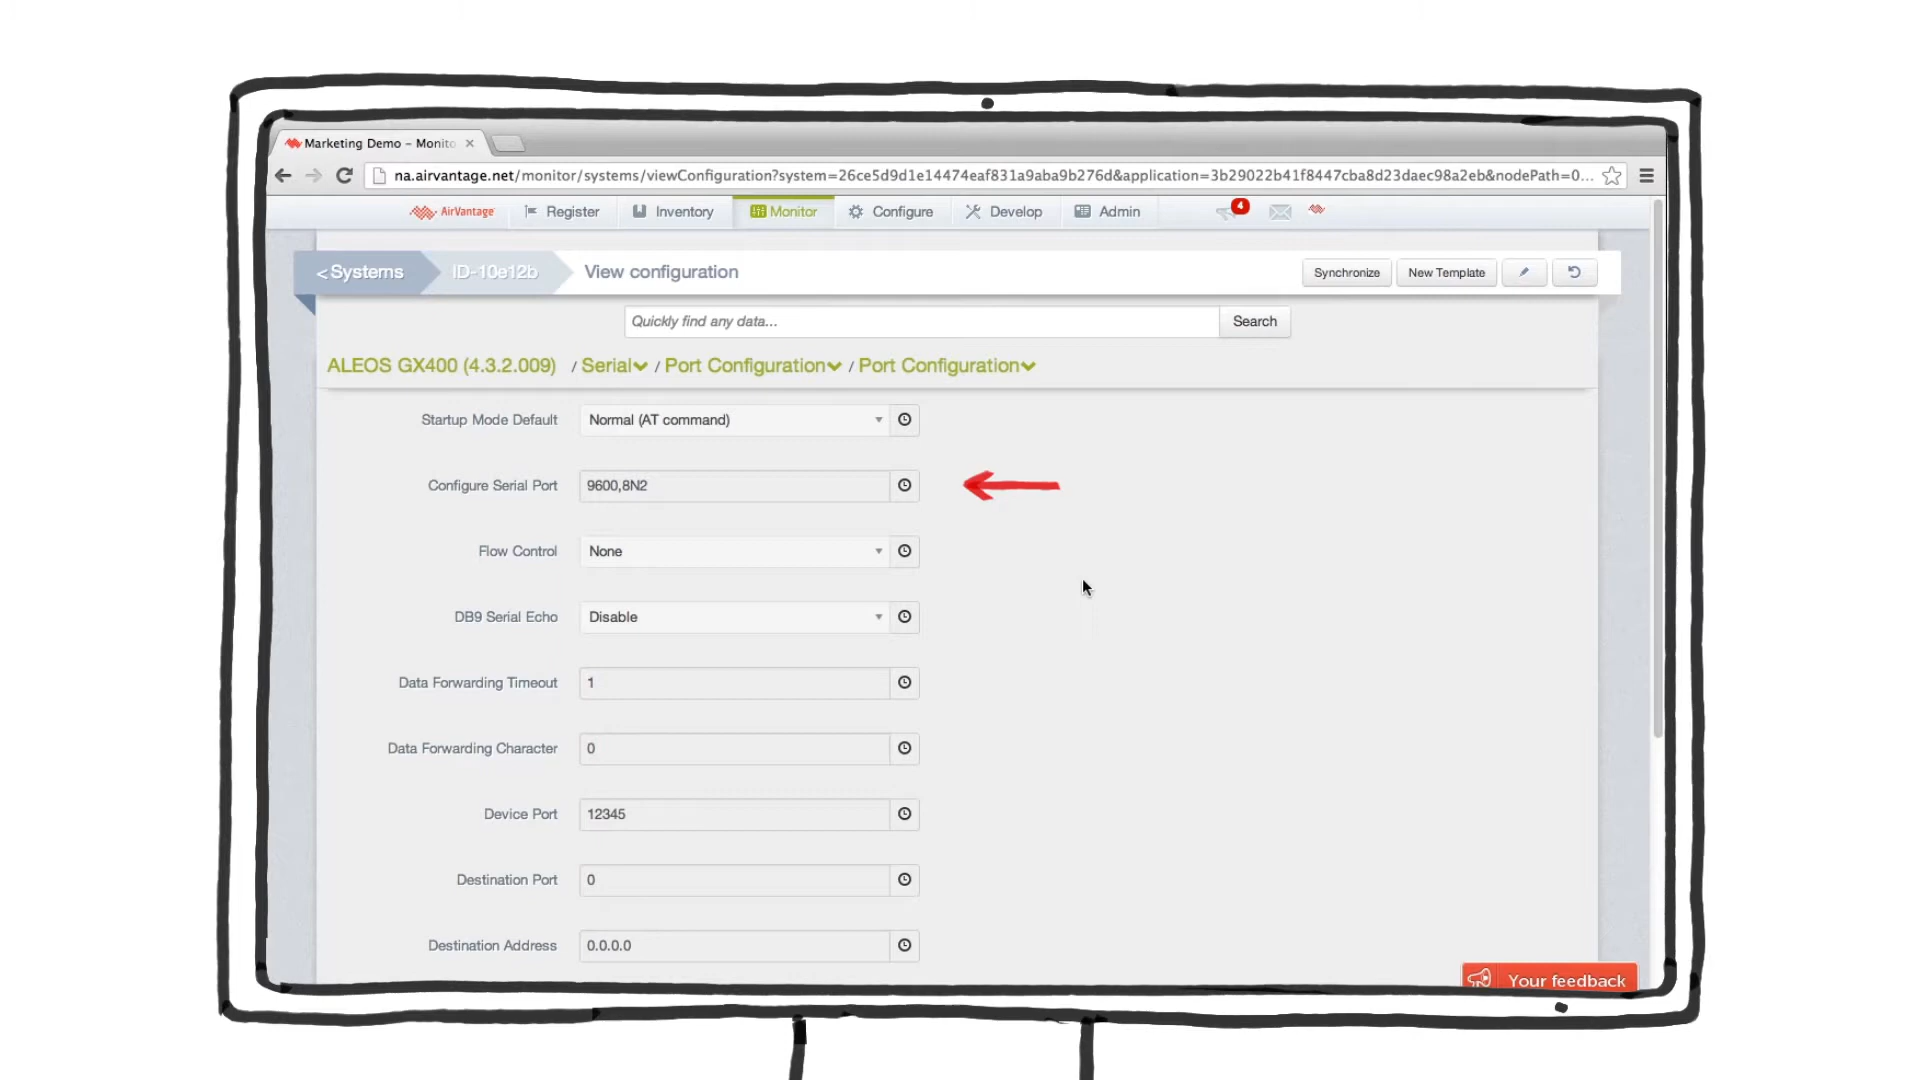 Marketing Demo – Monito
na.airvantage.net/monitor/systems/viewConfiguration?system=26ce5d9d1e14474eaf831a9aba9b276d&application=3b29022b41f8447cba8d23daec98a2eb&nodePath=0...
AirVantage Register Inventory Monitor Configure Develop Admin 4
< Systems ID-10e12b View configuration Synchronize New Template
Quickly find any data... Search
ALEOS GX400 (4.3.2.009) / Serial / Port Configuration / Port Configuration
Startup Mode Default Normal (AT command)
Configure Serial Port 9600,8N2
Flow Control None
DB9 Serial Echo Disable
Data Forwarding Timeout 1
Data Forwarding Character 0
Device Port 12345
Destination Port 0
Destination Address 0.0.0.0
Your feedback